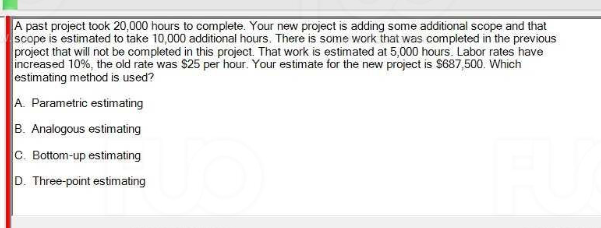 A past project took 20,000 hours to complete. Your new project is adding some additional scope and that
scope is estimated to take 10,000 additional hours. There is some work that was completed in the previous
project that will not be completed in this project. That work is estimated at 5,000 hours. Labor rates have
increased 10%, the old rate was $25 per hour. Your estimate for the new project is $687,500. Which
estimating method is used?
A. Parametric estimating
B. Analogous estimating
C. Bottom-up estimating
D. Three-point estimating
FUO
FU